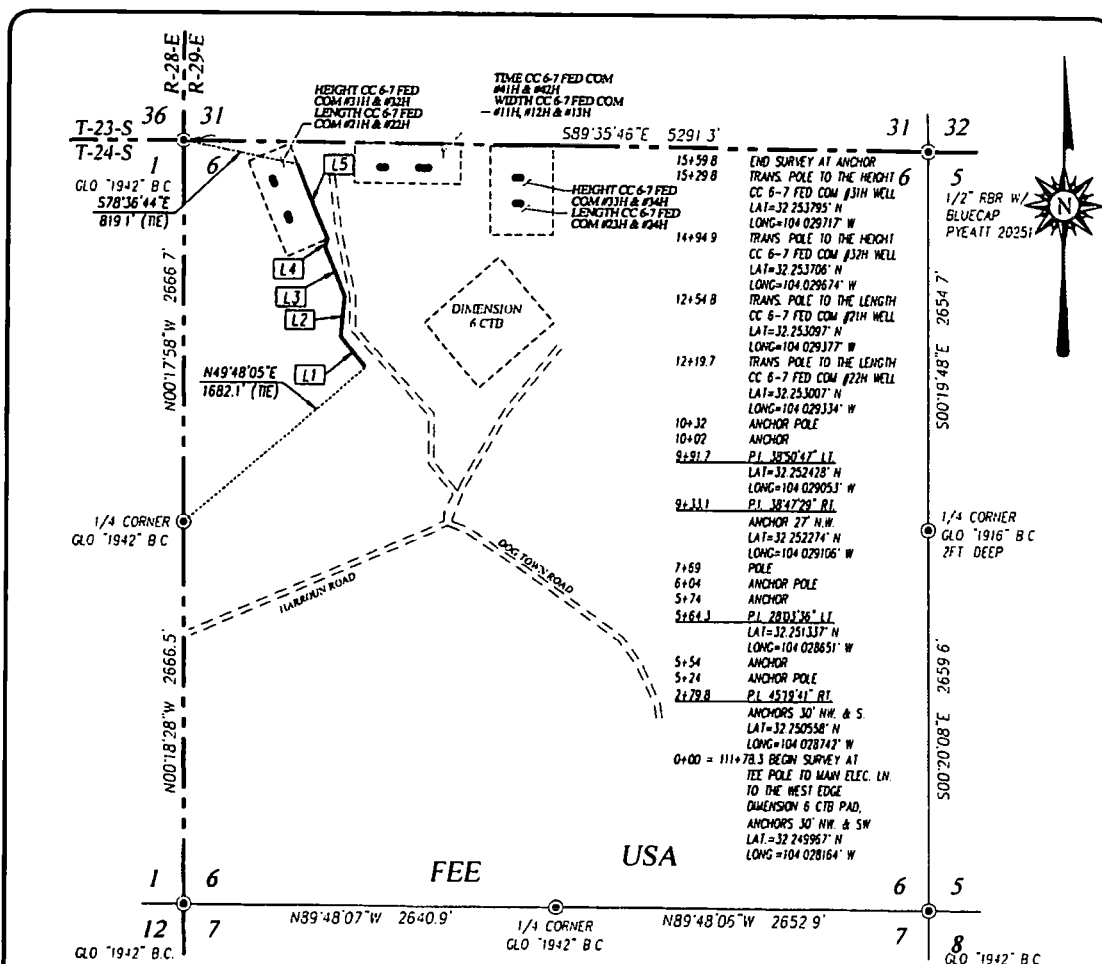 R-28-E
R-29-E
36 31
T-23-S
T-24-S
1 6
GLO "1942" B C
S78°36'44"E
819 1' (TIE)
HEIGHT CC 6-7 FED
COM #31H & #32H
LENGTH CC 6-7 FED
COM #21H & #22H
TIME CC 6-7 FED COM
#41H & #42H
WIDTH CC 6-7 FED COM
#11H, #12H & #13H
S89°35'46"E 5291 3'
31 32
6 5
1/2" RBR W/
BLUECAP
PYEATT 20251
N
L5
L4
L3
L2
L1
HEIGHT CC 6-7 FED
COM #33H & #34H
LENGTH CC 6-7 FED
COM #23H & #24H
DIMENSION
6 CTB
N00°17'58"W 2666 7'
N49°48'05"E
1682.1' (TIE)
1/4 CORNER
GLO "1942" B C
HARROUN ROAD
DOG TOWN ROAD
N00°18'28"W 2666.5'
15+59 8 END SURVEY AT ANCHOR
15+29 8 TRANS. POLE TO THE HEIGHT
CC 6-7 FED COM #31H WELL
LAT=32 253795° N
LONG=104 029717° W
14+94 9 TRANS POLE TO THE HEIGHT
CC 6-7 FED COM #32H WELL
LAT=32.253706° N
LONG=104.029674° W
12+54 8 TRANS. POLE TO THE LENGTH
CC 6-7 FED COM #21H WELL
LAT=32.253097° N
LONG=104 029377° W
12+19.7 TRANS POLE TO THE LENGTH
CC 6-7 FED COM #22H WELL
LAT=32.253007° N
LONG=104 029334° W
10+32 ANCHOR POLE
10+02 ANCHOR
9+91.7 P.I. 38°50'47" LT.
LAT=32.252428° N
LONG=104 029053° W
9+33.1 P.I. 38°47'29" RT.
ANCHOR 27' N.W.
LAT=32 252274° N
LONG=104 029106° W
7+69 POLE
6+04 ANCHOR POLE
5+74 ANCHOR
5+64.3 P.I. 28°03'36" LT
LAT=32.251337° N
LONG=104 028651° W
5+54 ANCHOR
5+24 ANCHOR POLE
2+79.8 P.I. 45°19'41" RT.
ANCHORS 30' NW. & S.
LAT=32 250558° N
LONG=104 028742° W
0+00 = 111+78.3 BEGIN SURVEY AT
TEE POLE TO MAIN ELEC. LN.
TO THE WEST EDGE
DIMENSION 6 CTB PAD,
ANCHORS 30' NW. & SW
LAT.=32 249967° N
LONG=104 028164° W
S00°19'48"E 2654 7'
1/4 CORNER
GLO "1916" B C
2FT DEEP
S00°20'08"E 2659 6'
FEE USA
1 6
12 7
GLO "1942" B.C.
N89°48'07"W 2640.9'
1/4 CORNER
GLO "1942" B C
N89°48'05"W 2652 9'
6 5
7 8
GLO "1942" B C